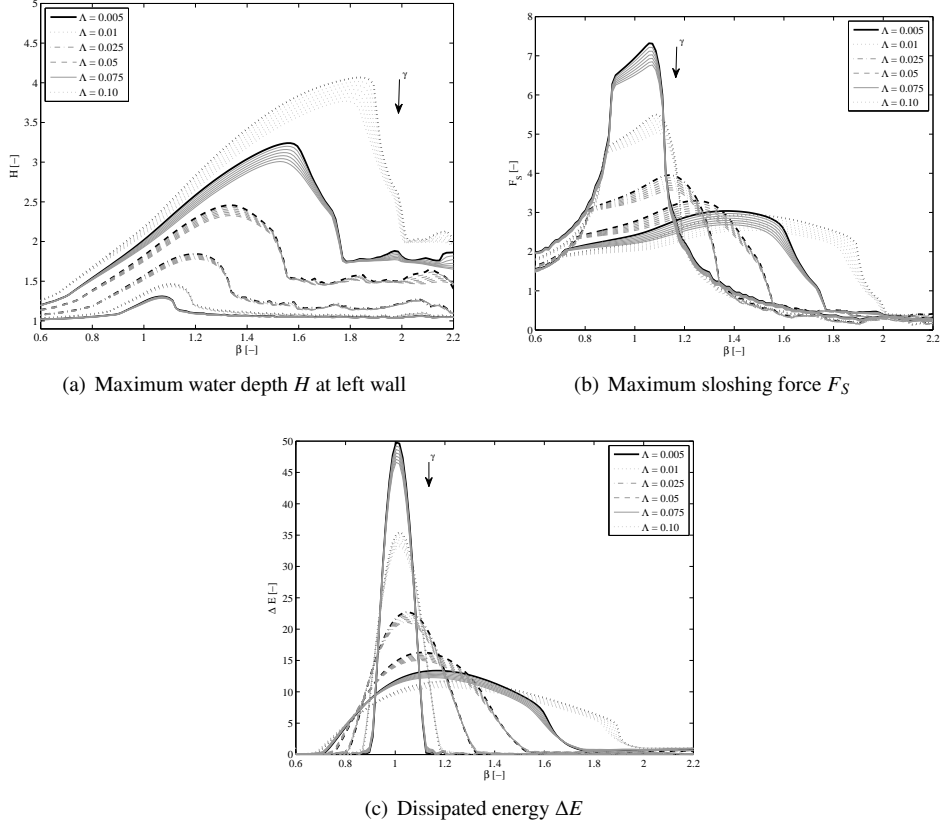 5
4.5
4
3.5
3
2.5
2
1.5
1
H [−]
Λ = 0.005
Λ = 0.01
Λ = 0.025
Λ = 0.05
Λ = 0.075
Λ = 0.10
γ
0.6 0.8 1 1.2 1.4 1.6 1.8 2 2.2
β [−]
(a) Maximum water depth H at left wall
8
7
6
5
4
3
2
1
0
F_S [−]
Λ = 0.005
Λ = 0.01
Λ = 0.025
Λ = 0.05
Λ = 0.075
Λ = 0.10
γ
0.6 0.8 1 1.2 1.4 1.6 1.8 2 2.2
β [−]
(b) Maximum sloshing force F_S
50
45
40
35
30
25
20
15
10
5
0
Δ E [−]
Λ = 0.005
Λ = 0.01
Λ = 0.025
Λ = 0.05
Λ = 0.075
Λ = 0.10
γ
0.6 0.8 1 1.2 1.4 1.6 1.8 2 2.2
β [−]
(c) Dissipated energy ΔE